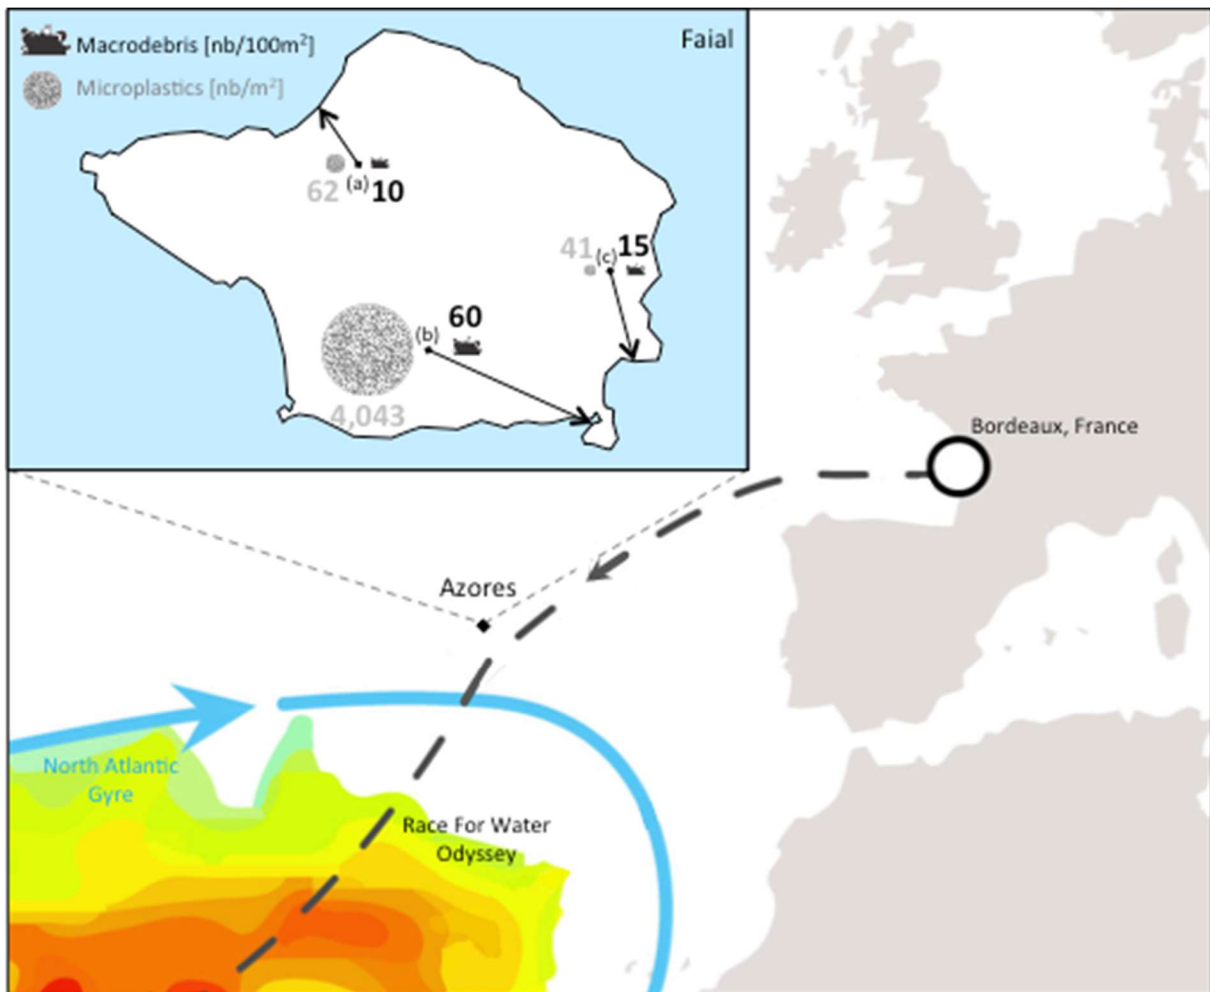 Macrodebris [nb/100m²]
Microplastics [nb/m²]
Faial
62 (a) 10
41 (c) 15
60
(b)
4,043
Bordeaux, France
Azores
North Atlantic
Gyre
Race For Water
Odyssey